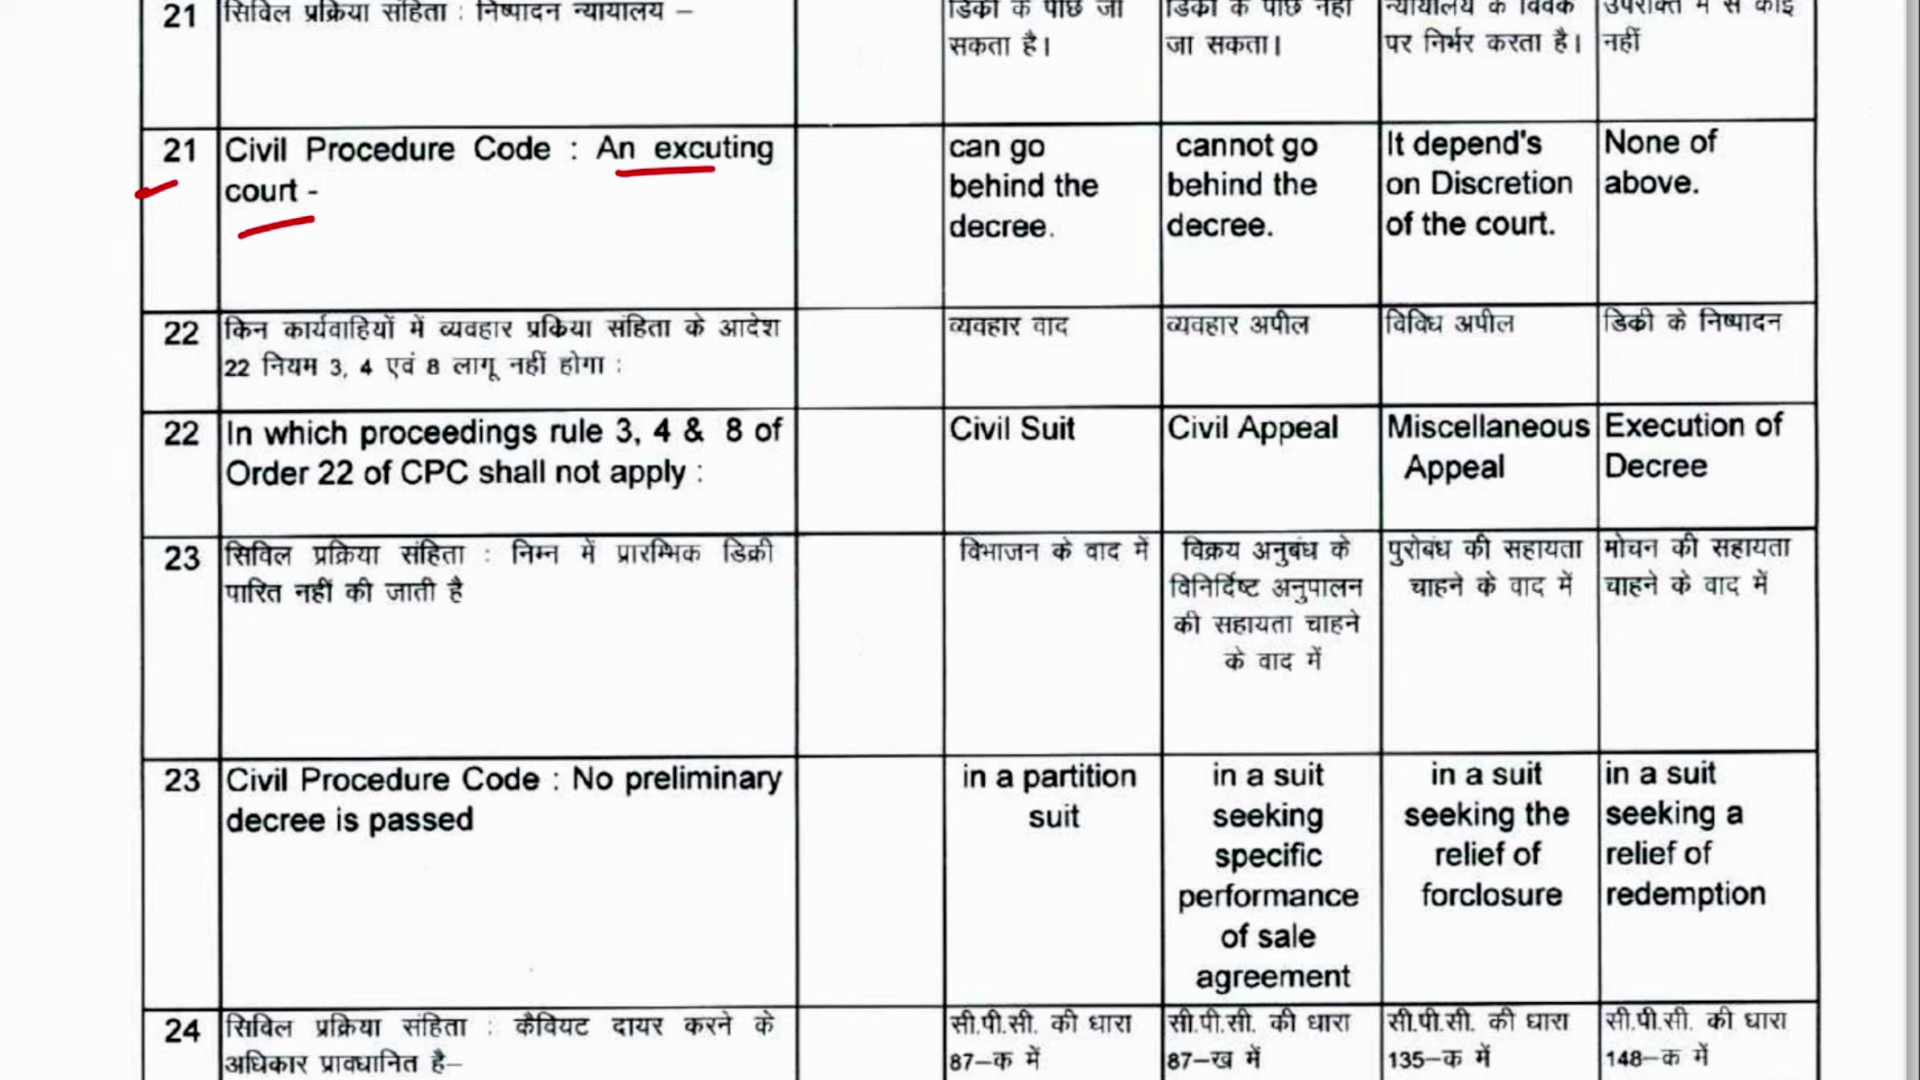 21 सिविल प्रक्रिया संहिता : निष्पादन न्यायालय –
डिक्री के पीछे जा
सकता है।
डिक्री के पीछे नहीं
जा सकता।
न्यायालय के विवेक
पर निर्भर करता है।
उपरोक्त में से कोई
नहीं
21 Civil Procedure Code : An excuting
court -
can go
behind the
decree.
cannot go
behind the
decree.
It depend's
on Discretion
of the court.
None of
above.
22 किन कार्यवाहियों में व्यवहार प्रकिया संहिता के आदेश
22 नियम 3, 4 एवं 8 लागू नहीं होगा :
व्यवहार वाद
व्यवहार अपील
विविध अपील
डिकी के निष्पादन
22 In which proceedings rule 3, 4 & 8 of
Order 22 of CPC shall not apply :
Civil Suit
Civil Appeal
Miscellaneous
Appeal
Execution of
Decree
23 सिविल प्रक्रिया संहिता : निम्न में प्रारम्भिक डिक्री
पारित नहीं की जाती है
विभाजन के वाद में
विक्रय अनुबंध के
विनिर्दिष्ट अनुपालन
की सहायता चाहने
के वाद में
पुरोबंध की सहायता
चाहने के वाद में
मोचन की सहायता
चाहने के वाद में
23 Civil Procedure Code : No preliminary
decree is passed
in a partition
suit
in a suit
seeking
specific
performance
of sale
agreement
in a suit
seeking the
relief of
forclosure
in a suit
seeking a
relief of
redemption
24 सिविल प्रक्रिया संहिता : कैवियट दायर करने के
अधिकार प्रावधानित है–
सी.पी.सी. की धारा
87–क में
सी.पी.सी. की धारा
87–ख में
सी.पी.सी. की धारा
135–क में
सी.पी.सी. की धारा
148–क में